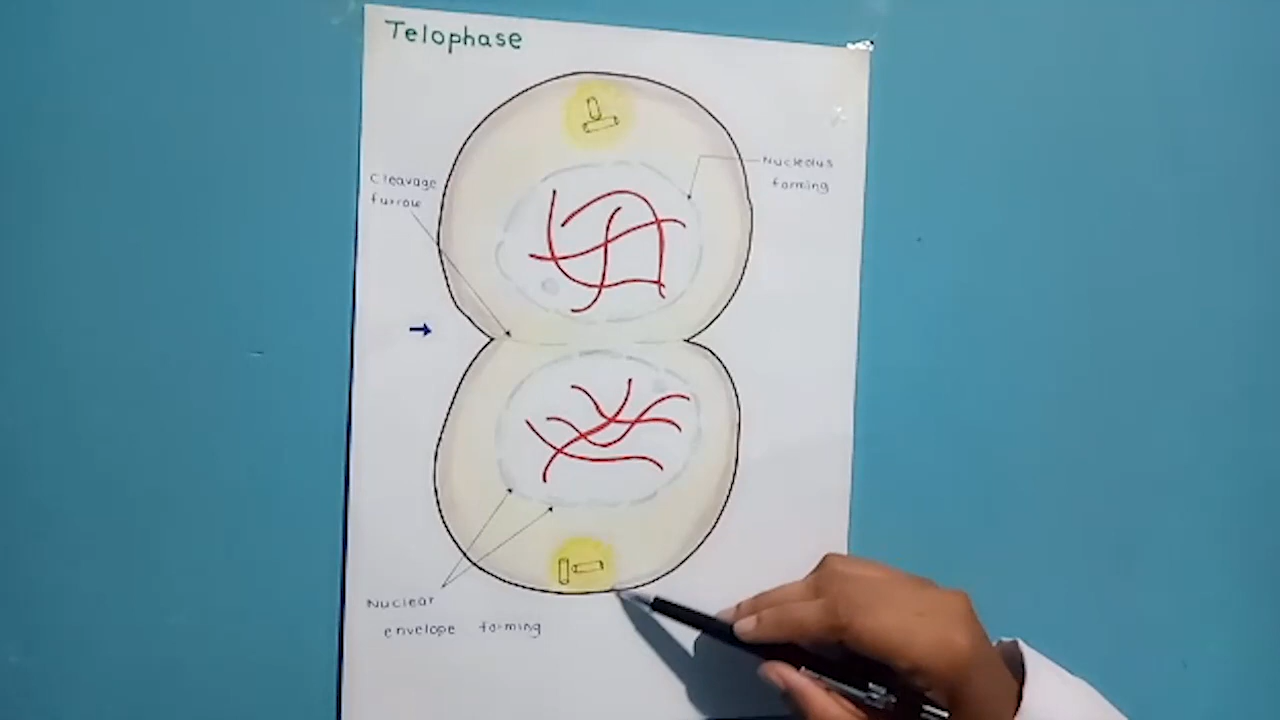 Telophase
Cleavage
furrow
Nucleolus
forming
Nuclear
envelope forming